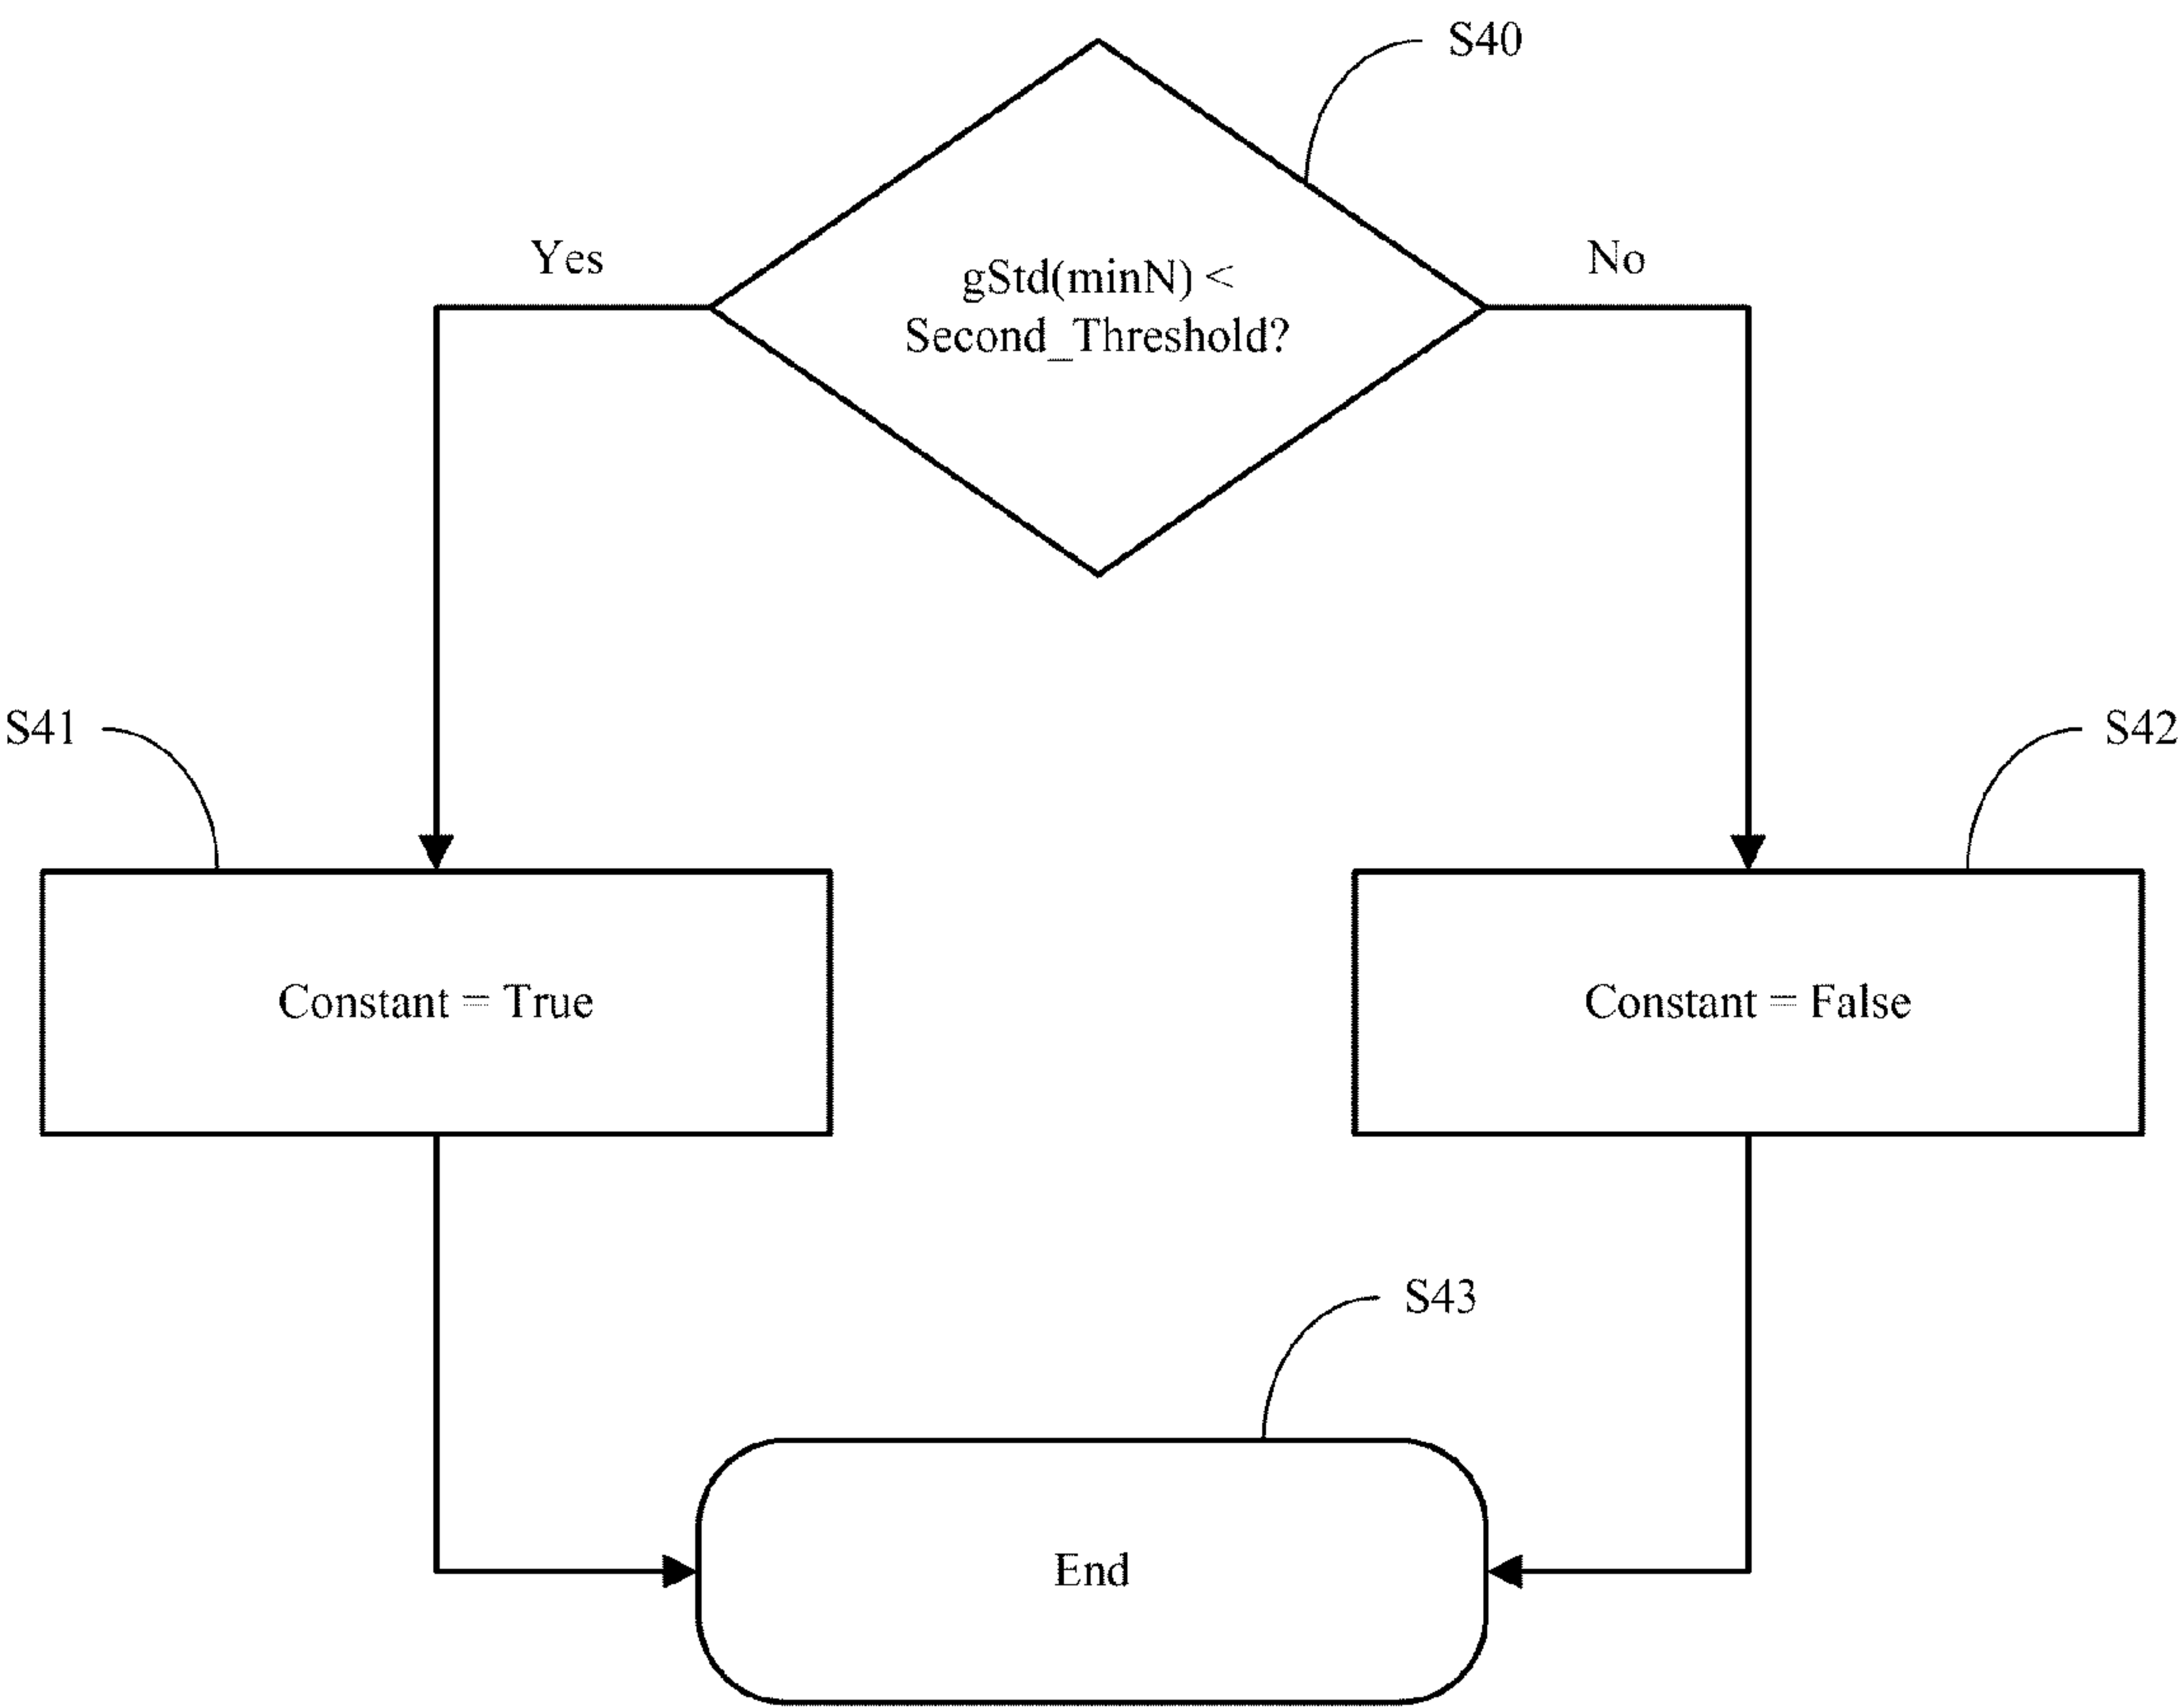 S40
Yes
No
gStd(minN) <
Second_Threshold?
S41
S42
Constant = True
Constant = False
S43
End